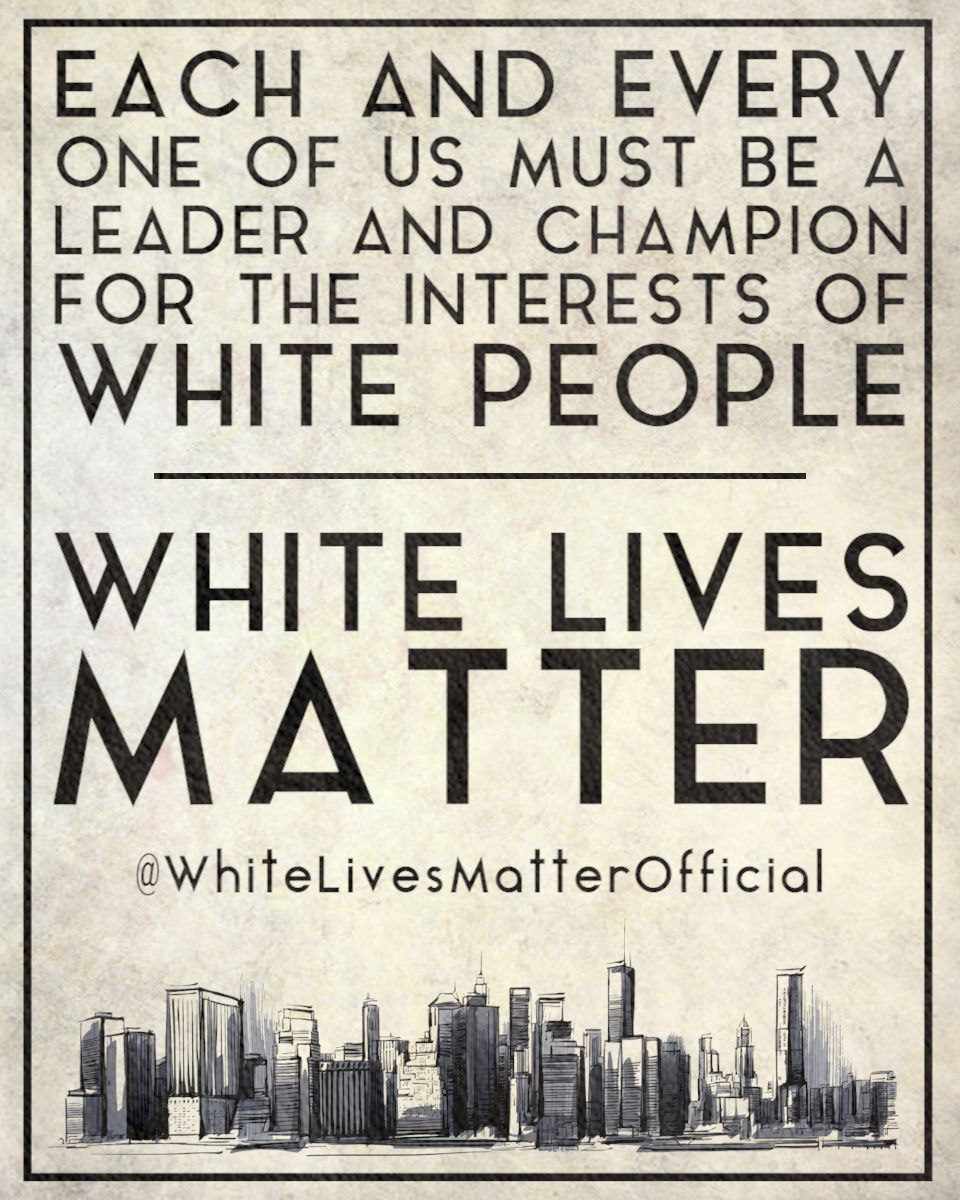 EACH AND EVERY
ONE OF US MUST BE A
LEADER AND CHAMPION
FOR THE INTERESTS OF
WHITE PEOPLE
WHITE LIVES
MATTER
@WhiteLivesMatterOfficial